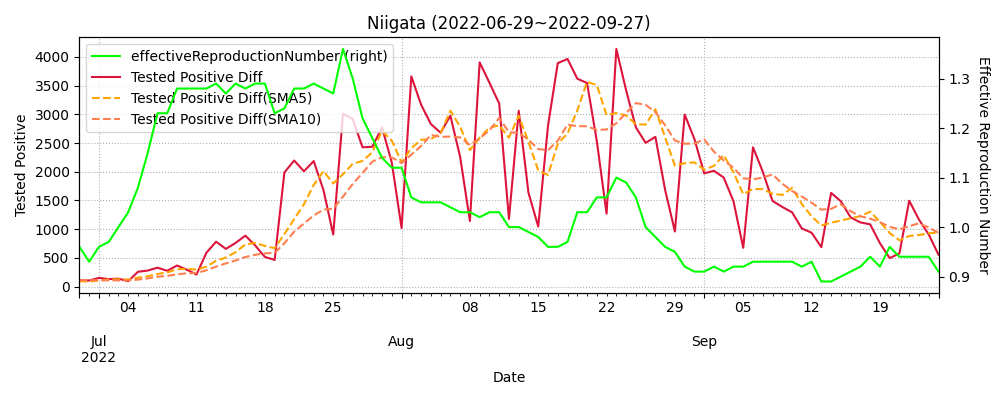 Niigata (2022-06-29~2022-09-27)
effectiveReproductionNumber (right)
Tested Positive Diff
Tested Positive Diff(SMA5)
Tested Positive Diff(SMA10)
Tested Positive
4000
3500
3000
2500
2000
1500
1000
500
0
1.3
1.2
1.1
1.0
0.9
Effective Reproduction Number
04 11 18 25 08 15 22 29 05 12 19
Jul Aug Sep
2022
Date